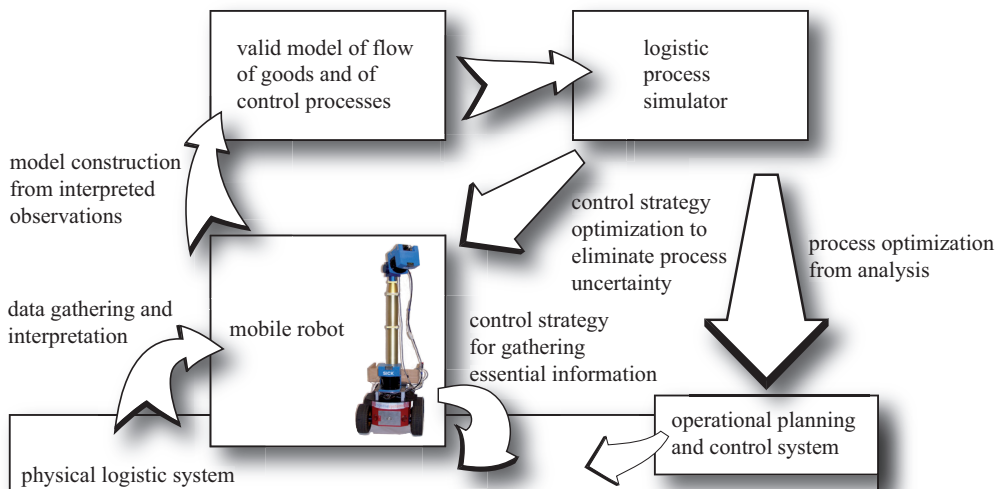 valid model of flow
of goods and of
control processes
logistic
process
simulator
model construction
from interpreted
observations
control strategy
optimization to
eliminate process
uncertainty
process optimization
from analysis
data gathering and
interpretation
mobile robot
control strategy
for gathering
essential information
operational planning
and control system
physical logistic system
SICK